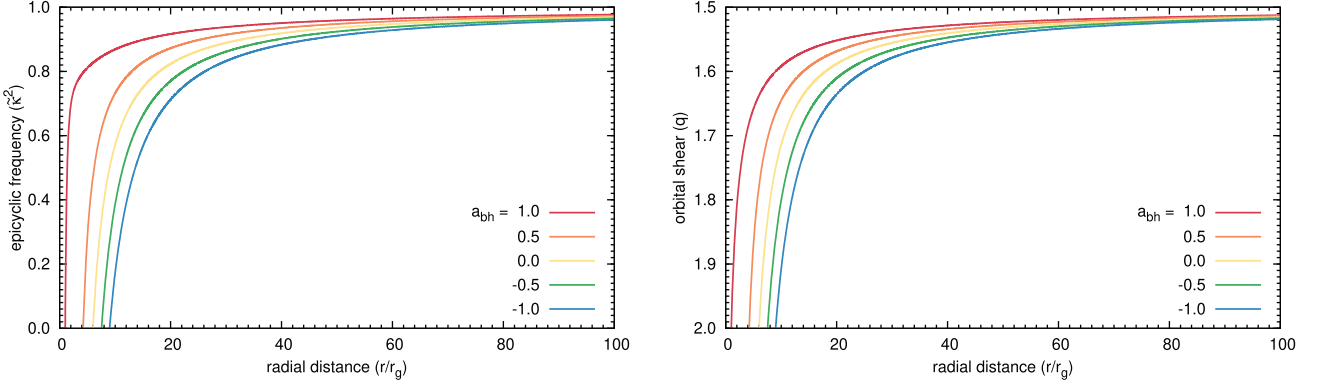 epicyclic frequency (κ̃²)
1.0
0.8
0.6
0.4
0.2
0.0
a_bh = 1.0
0.5
0.0
-0.5
-1.0
0 20 40 60 80 100
radial distance (r/r_g)
orbital shear (q)
1.5
1.6
1.7
1.8
1.9
2.0
a_bh = 1.0
0.5
0.0
-0.5
-1.0
0 20 40 60 80 100
radial distance (r/r_g)